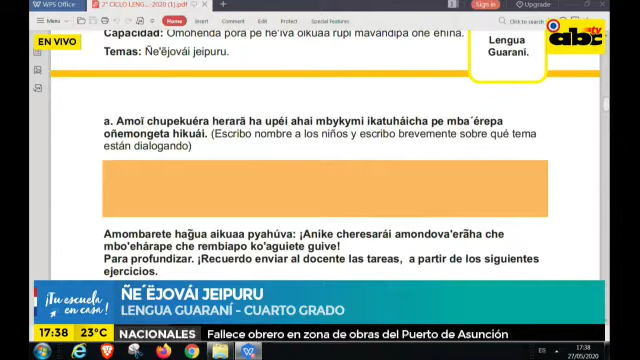 WPS Office
2° CICLO LENG...-2020 (1).pdf
Sign in
Upgrade
Menu
Home
Insert
Comment
Edit
Protect
Special Features
Click to search
EN VIVO
abc tv
Capacidad: Omohenda porã pe he'íva oikuaa rupi mavandipa oñe'ẽhína.
Temas: Ñe'ëjovái jeipuru.
Lengua
Guaraní.
a. Amoï chupekuéra herarã ha upéi ahai mbykymi ikatuháicha pe mba´érepa
oñemongeta hikuái. (Escribo nombre a los niños y escribo brevemente sobre qué tema
están dialogando)
Amombarete hag̃ua aikuaa pyahúva: ¡Anike cheresarái amondova'erãha che
mbo'ehárape che rembiapo ko'aguiete guive!
Para profundizar. ¡Recuerdo enviar al docente las tareas, a partir de los siguientes
ejercicios.
¡Tu escuela
en casa!
ÑE´ËJOVÁI JEIPURU
LENGUA GUARANÍ - CUARTO GRADO
17:38 23°C NACIONALES Fallece obrero en zona de obras del Puerto de Asunción
ES
17:38
27/05/2020